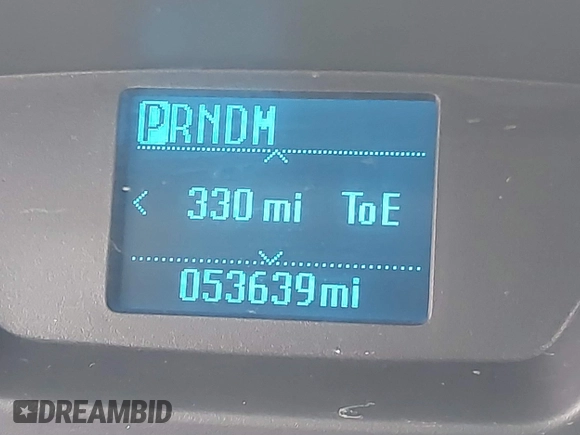 PRNDM
< 330 mi ToE
053639mi
DREAMBID